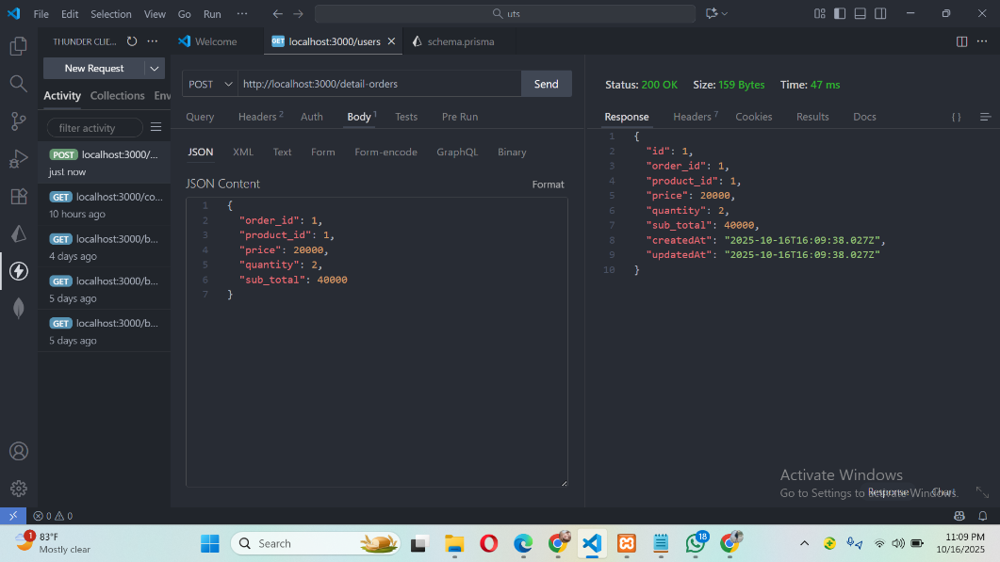 File Edit Selection View Go Run ··· uts
THUNDER CLIE... ··· Welcome GET localhost:3000/users schema.prisma ···
New Request
Activity Collections Env
filter activity
POST localhost:3000/...
just now
GET localhost:3000/co...
10 hours ago
GET localhost:3000/b...
4 days ago
GET localhost:3000/b...
5 days ago
GET localhost:3000/b...
5 days ago
POST http://localhost:3000/detail-orders Send
Query Headers 2 Auth Body 1 Tests Pre Run
JSON XML Text Form Form-encode GraphQL Binary
JSON Content Format
1 {
2 "order_id": 1,
3 "product_id": 1,
4 "price": 20000,
5 "quantity": 2,
6 "sub_total": 40000
7 }
Status: 200 OK Size: 159 Bytes Time: 47 ms
Response Headers 7 Cookies Results Docs { }
1 {
2 "id": 1,
3 "order_id": 1,
4 "product_id": 1,
5 "price": 20000,
6 "quantity": 2,
7 "sub_total": 40000,
8 "createdAt": "2025-10-16T16:09:38.027Z",
9 "updatedAt": "2025-10-16T16:09:38.027Z"
10 }
Activate Windows
Go to Settings to activate Windows.
Response Chart
0 0
1 83°F
Mostly clear
Search
18
11:09 PM
10/16/2025